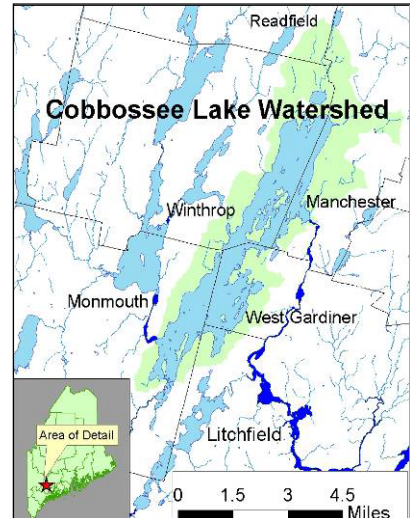 Readfield
Cobbossee Lake Watershed
Winthrop
Manchester
Monmouth
West Gardiner
Area of Detail
Litchfield
0 1.5 3 4.5
Miles